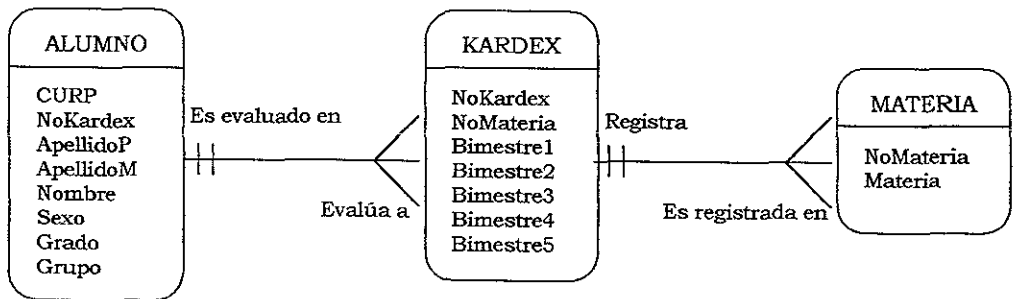 ALUMNO
CURP
NoKardex
ApellidoP
ApellidoM
Nombre
Sexo
Grado
Grupo
Es evaluado en
Evalúa a
KARDEX
NoKardex
NoMateria
Bimestre1
Bimestre2
Bimestre3
Bimestre4
Bimestre5
Registra
Es registrada en
MATERIA
NoMateria
Materia